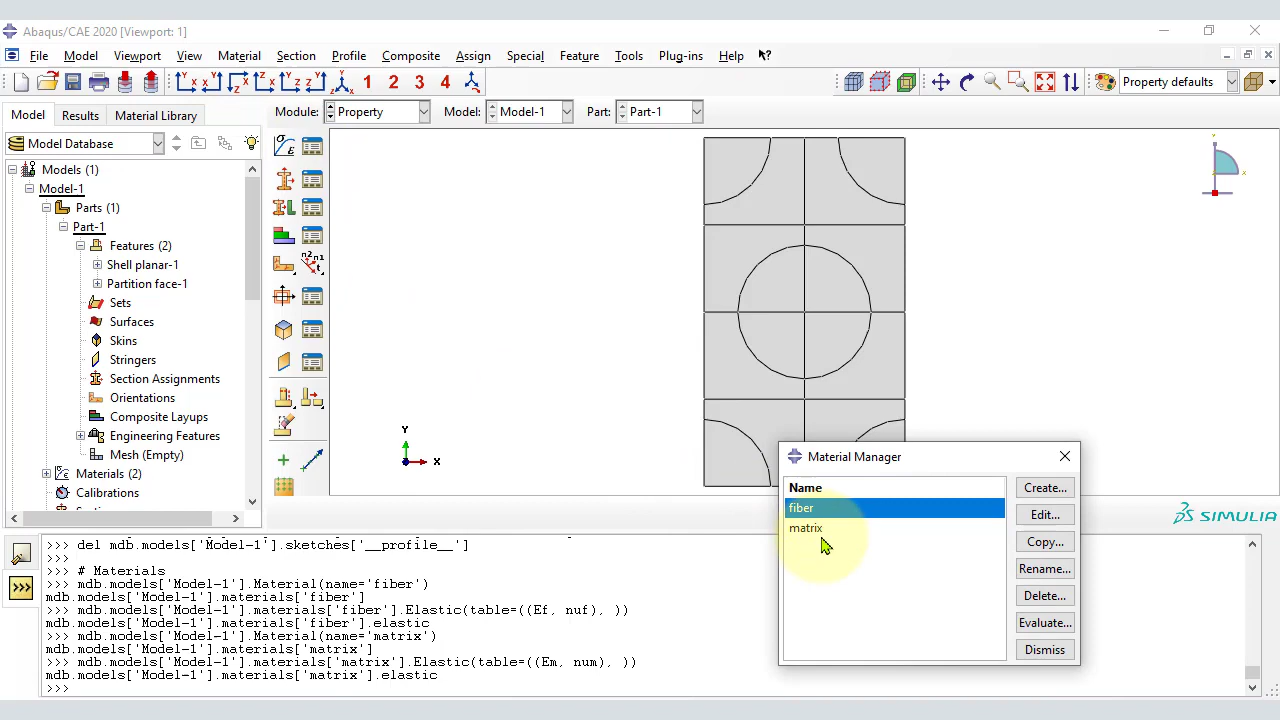 Abaqus/CAE 2020 [Viewport: 1]
File Model Viewport View Material Section Profile Composite Assign Special Feature Tools Plug-ins Help
1 2 3 4
Property defaults
Model Results Material Library
Module: Property Model: Model-1 Part: Part-1
Model Database
Models (1)
Model-1
Parts (1)
Part-1
Features (2)
Shell planar-1
Partition face-1
Sets
Surfaces
Skins
Stringers
Section Assignments
Orientations
Composite Layups
Engineering Features
Mesh (Empty)
Materials (2)
Calibrations
Y
X
Material Manager
Name
fiber
matrix
Create...
Edit...
Copy...
Rename...
Delete...
Evaluate...
Dismiss
SIMULIA
>>> del mdb.models['Model-1'].sketches['__profile__']
>>>
>>> # Materials
>>> mdb.models['Model-1'].Material(name='fiber')
mdb.models['Model-1'].materials['fiber']
>>> mdb.models['Model-1'].materials['fiber'].Elastic(table=((Ef, nuf), ))
mdb.models['Model-1'].materials['fiber'].elastic
>>> mdb.models['Model-1'].Material(name='matrix')
mdb.models['Model-1'].materials['matrix']
>>> mdb.models['Model-1'].materials['matrix'].Elastic(table=((Em, num), ))
mdb.models['Model-1'].materials['matrix'].elastic
>>>